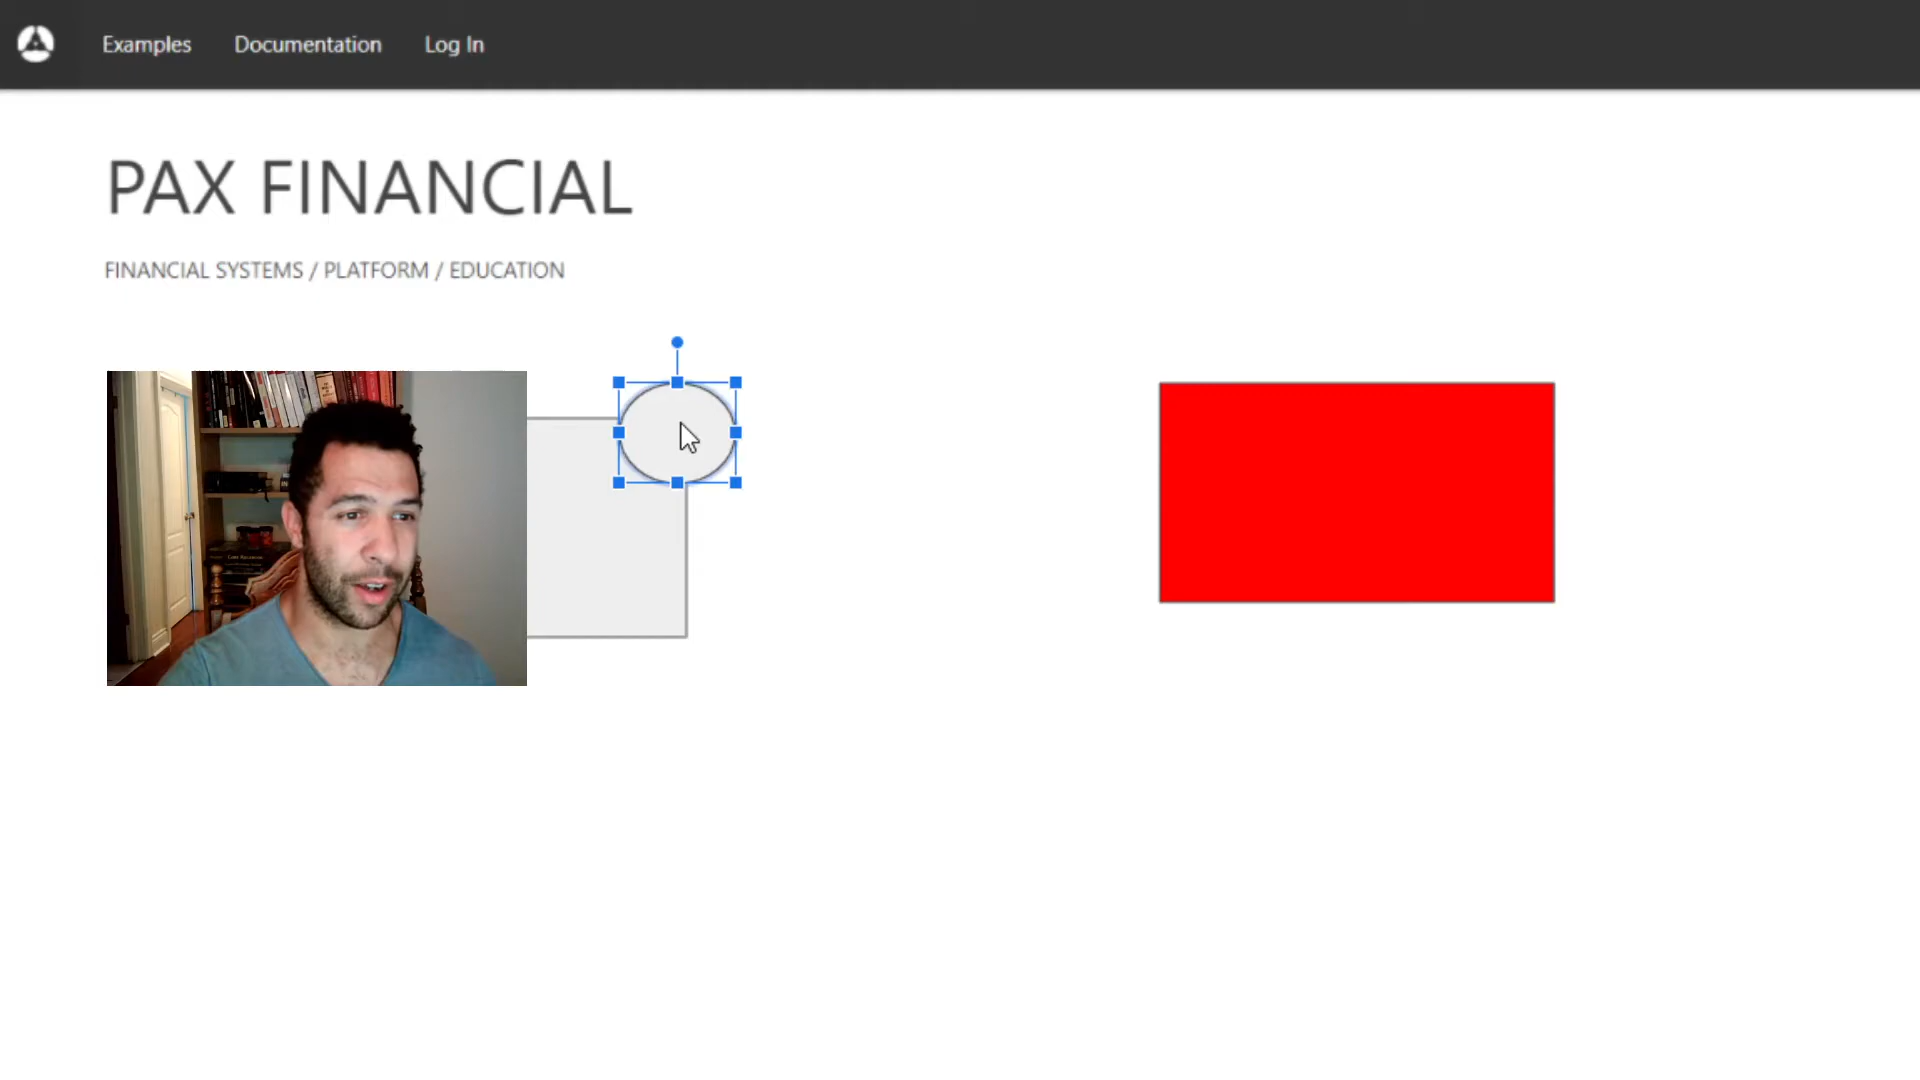 Examples Documentation Log In
PAX FINANCIAL
FINANCIAL SYSTEMS / PLATFORM / EDUCATION